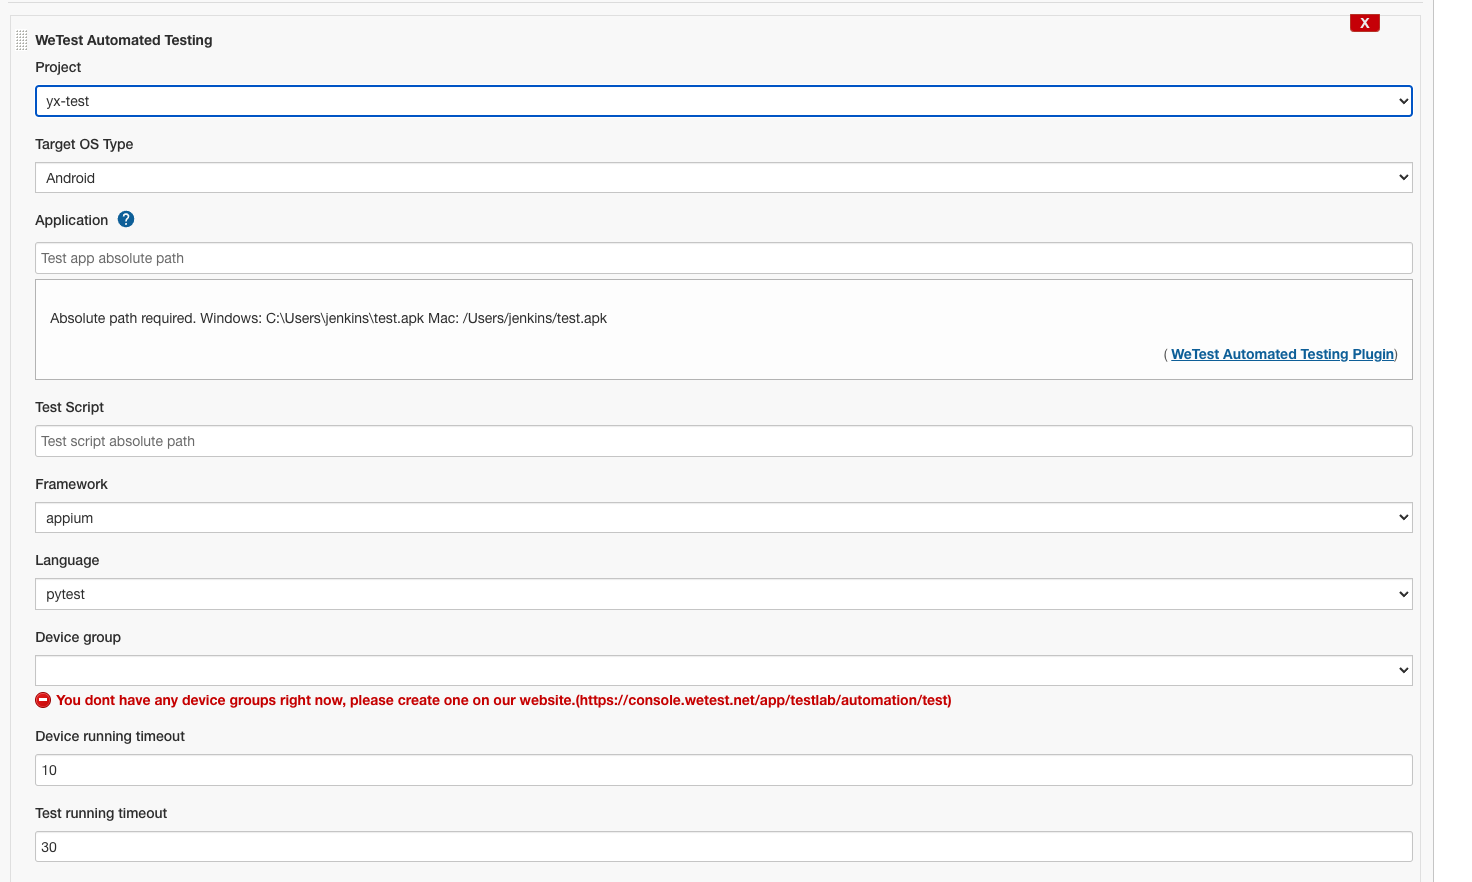 X
WeTest Automated Testing
Project
yx-test
Target OS Type
Android
Application ?
Test app absolute path
Absolute path required. Windows: C:\Users\jenkins\test.apk Mac: /Users/jenkins/test.apk
( WeTest Automated Testing Plugin)
Test Script
Test script absolute path
Framework
appium
Language
pytest
Device group
You dont have any device groups right now, please create one on our website.(https://console.wetest.net/app/testlab/automation/test)
Device running timeout
10
Test running timeout
30